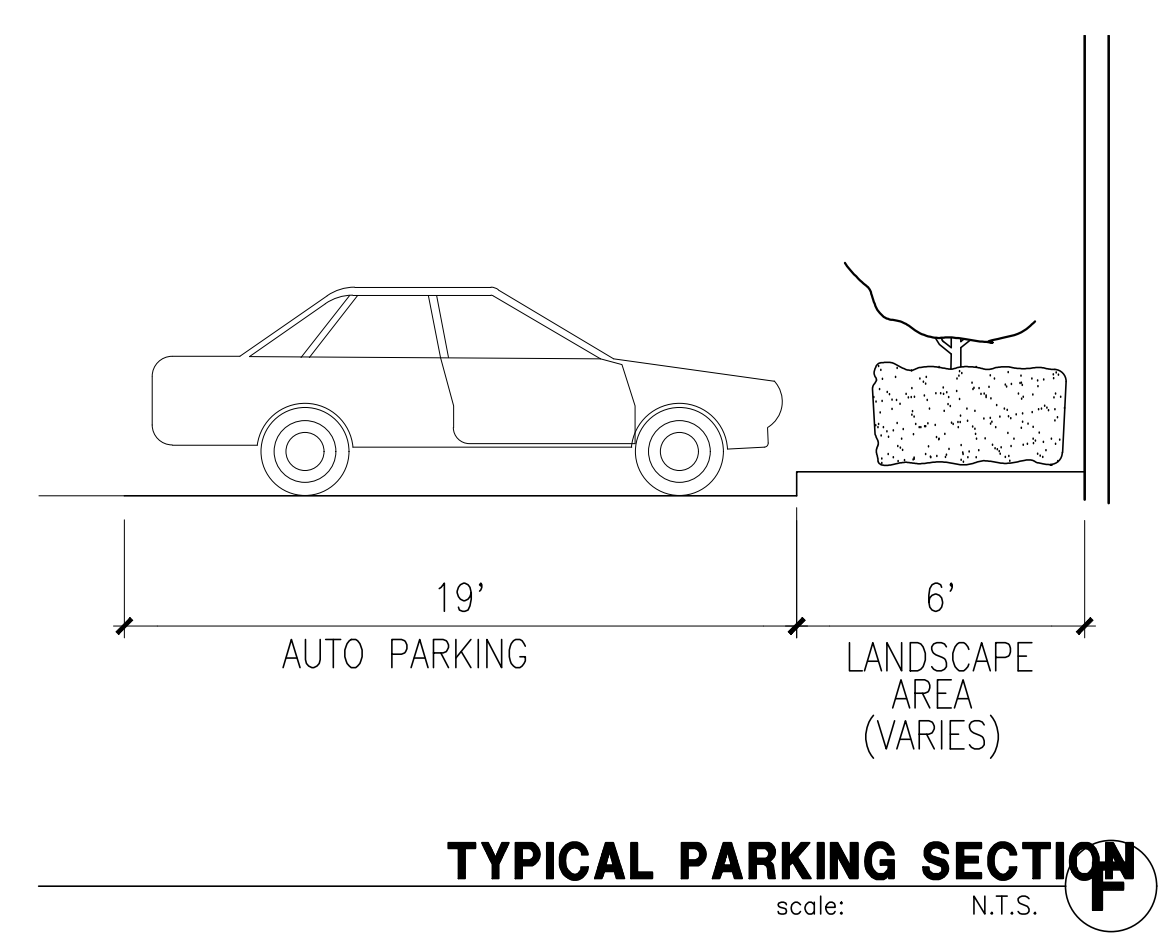 19' 6'
AUTO PARKING
LANDSCAPE
AREA
(VARIES)
TYPICAL PARKING SECTION
F
scale: N.T.S.